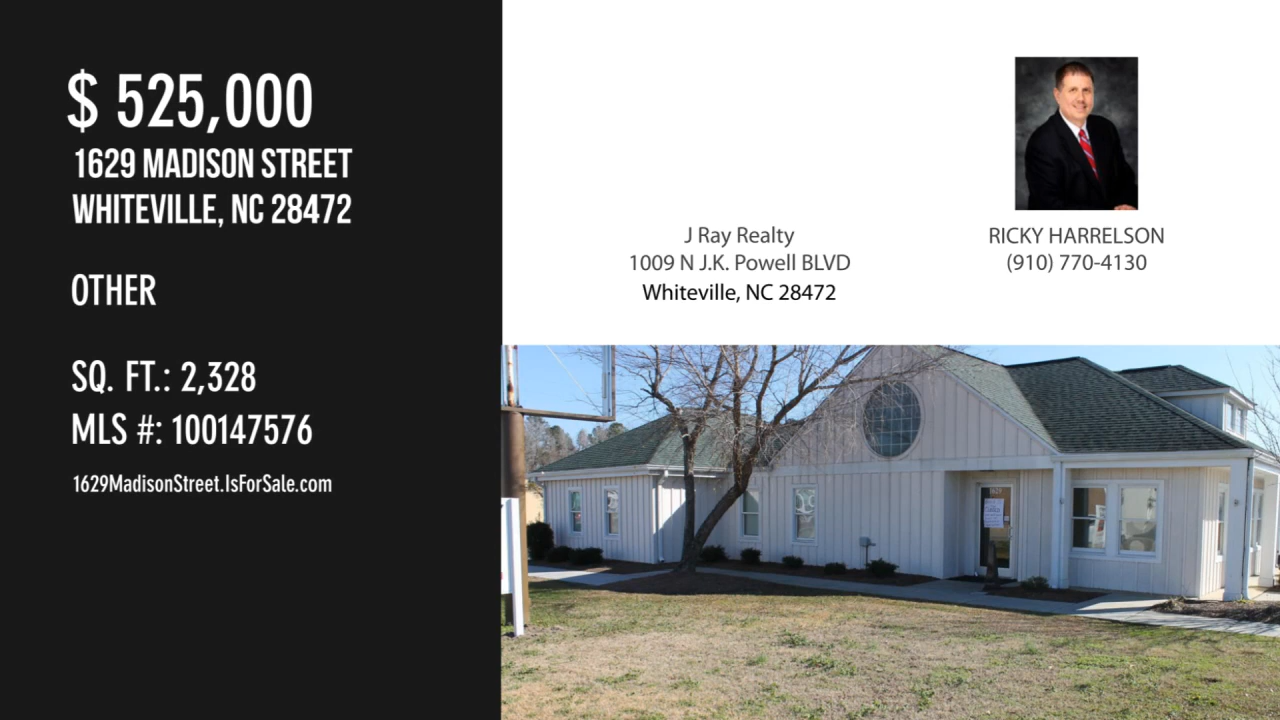 $ 525,000
1629 MADISON STREET
WHITEVILLE, NC 28472
OTHER
SQ. FT.: 2,328
MLS #: 100147576
1629MadisonStreet.IsForSale.com
J Ray Realty
1009 N J.K. Powell BLVD
Whiteville, NC 28472
RICKY HARRELSON
(910) 770-4130
1629